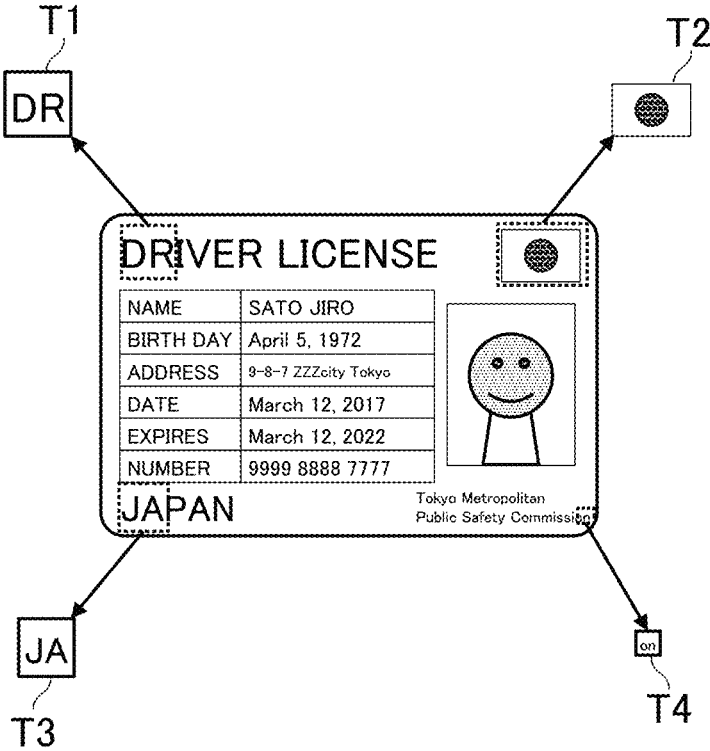 T1
T2
DR
DRIVER LICENSE
NAME SATO JIRO
BIRTH DAY April 5, 1972
ADDRESS 9-8-7 ZZZcity Tokyo
DATE March 12, 2017
EXPIRES March 12, 2022
NUMBER 9999 8888 7777
JAPAN
Tokyo Metropolitan
Public Safety Commission
JA
on
T3
T4